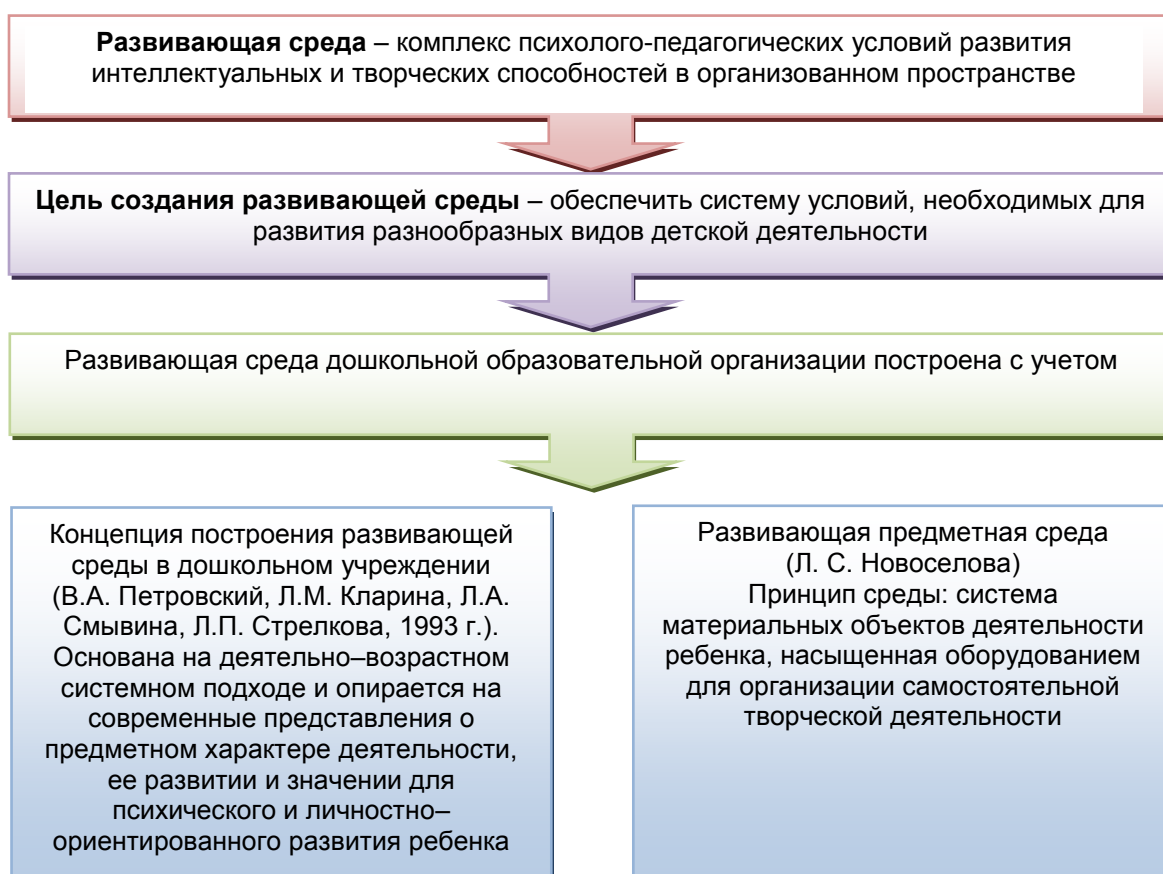 Развивающая среда – комплекс психолого-педагогических условий развития
интеллектуальных и творческих способностей в организованном пространстве
Цель создания развивающей среды – обеспечить систему условий, необходимых для
развития разнообразных видов детской деятельности
Развивающая среда дошкольной образовательной организации построена с учетом
Концепция построения развивающей
среды в дошкольном учреждении
(В.А. Петровский, Л.М. Кларина, Л.А.
Смывина, Л.П. Стрелкова, 1993 г.).
Основана на деятельно–возрастном
системном подходе и опирается на
современные представления о
предметном характере деятельности,
ее развитии и значении для
психического и личностно–
ориентированного развития ребенка
Развивающая предметная среда
(Л. С. Новоселова)
Принцип среды: система
материальных объектов деятельности
ребенка, насыщенная оборудованием
для организации самостоятельной
творческой деятельности